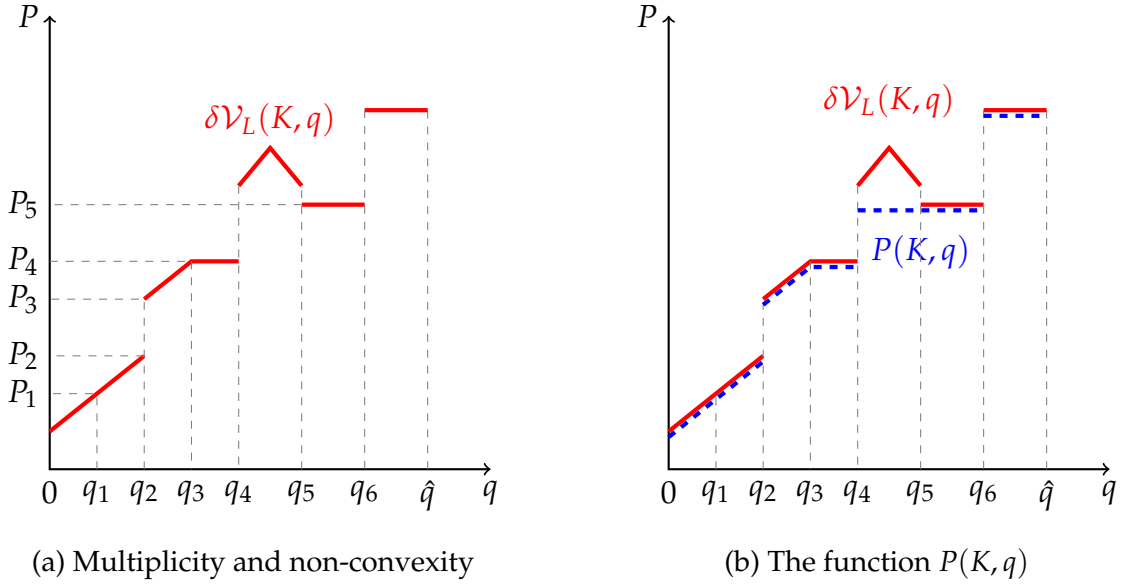 P
δV_L(K, q)
P_5
P_4
P_3
P_2
P_1
0 q_1 q_2 q_3 q_4 q_5 q_6 q̂ q
(a) Multiplicity and non-convexity
P
δV_L(K, q)
P(K, q)
0 q_1 q_2 q_3 q_4 q_5 q_6 q̂ q
(b) The function P(K, q)